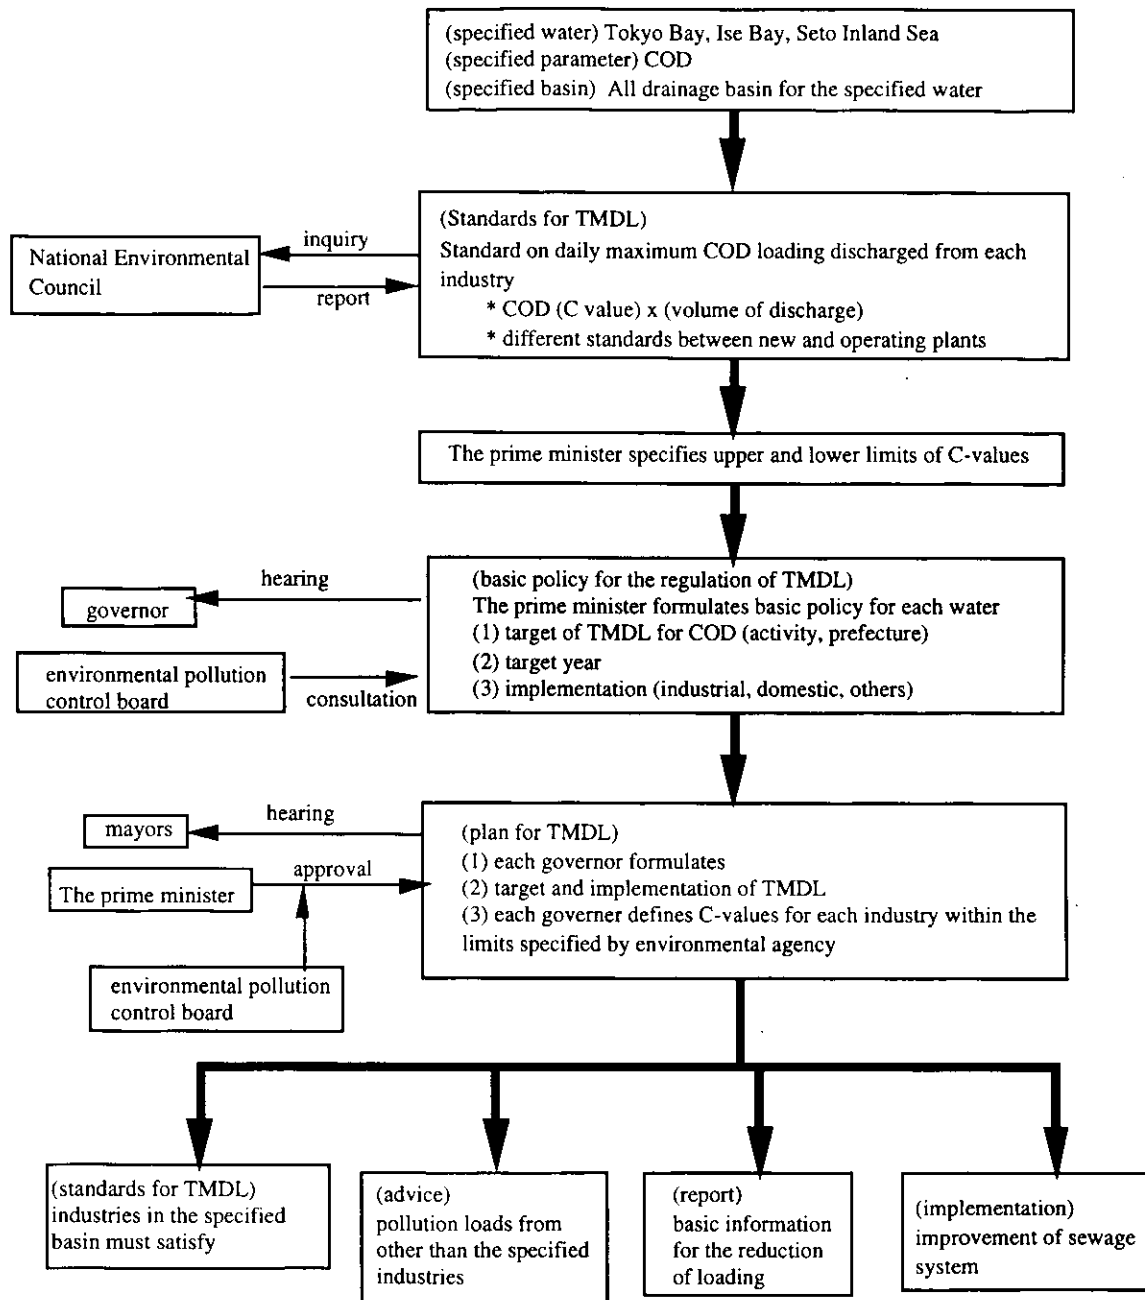 (specified water) Tokyo Bay, Ise Bay, Seto Inland Sea
(specified parameter) COD
(specified basin) All drainage basin for the specified water
(Standards for TMDL)
Standard on daily maximum COD loading discharged from each
industry
* COD (C value) x (volume of discharge)
* different standards between new and operating plants
National Environmental
Council
inquiry
report
The prime minister specifies upper and lower limits of C-values
(basic policy for the regulation of TMDL)
The prime minister formulates basic policy for each water
(1) target of TMDL for COD (activity, prefecture)
(2) target year
(3) implementation (industrial, domestic, others)
hearing
governor
environmental pollution
control board
consultation
(plan for TMDL)
(1) each governor formulates
(2) target and implementation of TMDL
(3) each governer defines C-values for each industry within the
limits specified by environmental agency
hearing
mayors
approval
The prime minister
environmental pollution
control board
(standards for TMDL)
industries in the specified
basin must satisfy
(advice)
pollution loads from
other than the specified
industries
(report)
basic information
for the reduction
of loading
(implementation)
improvement of sewage
system